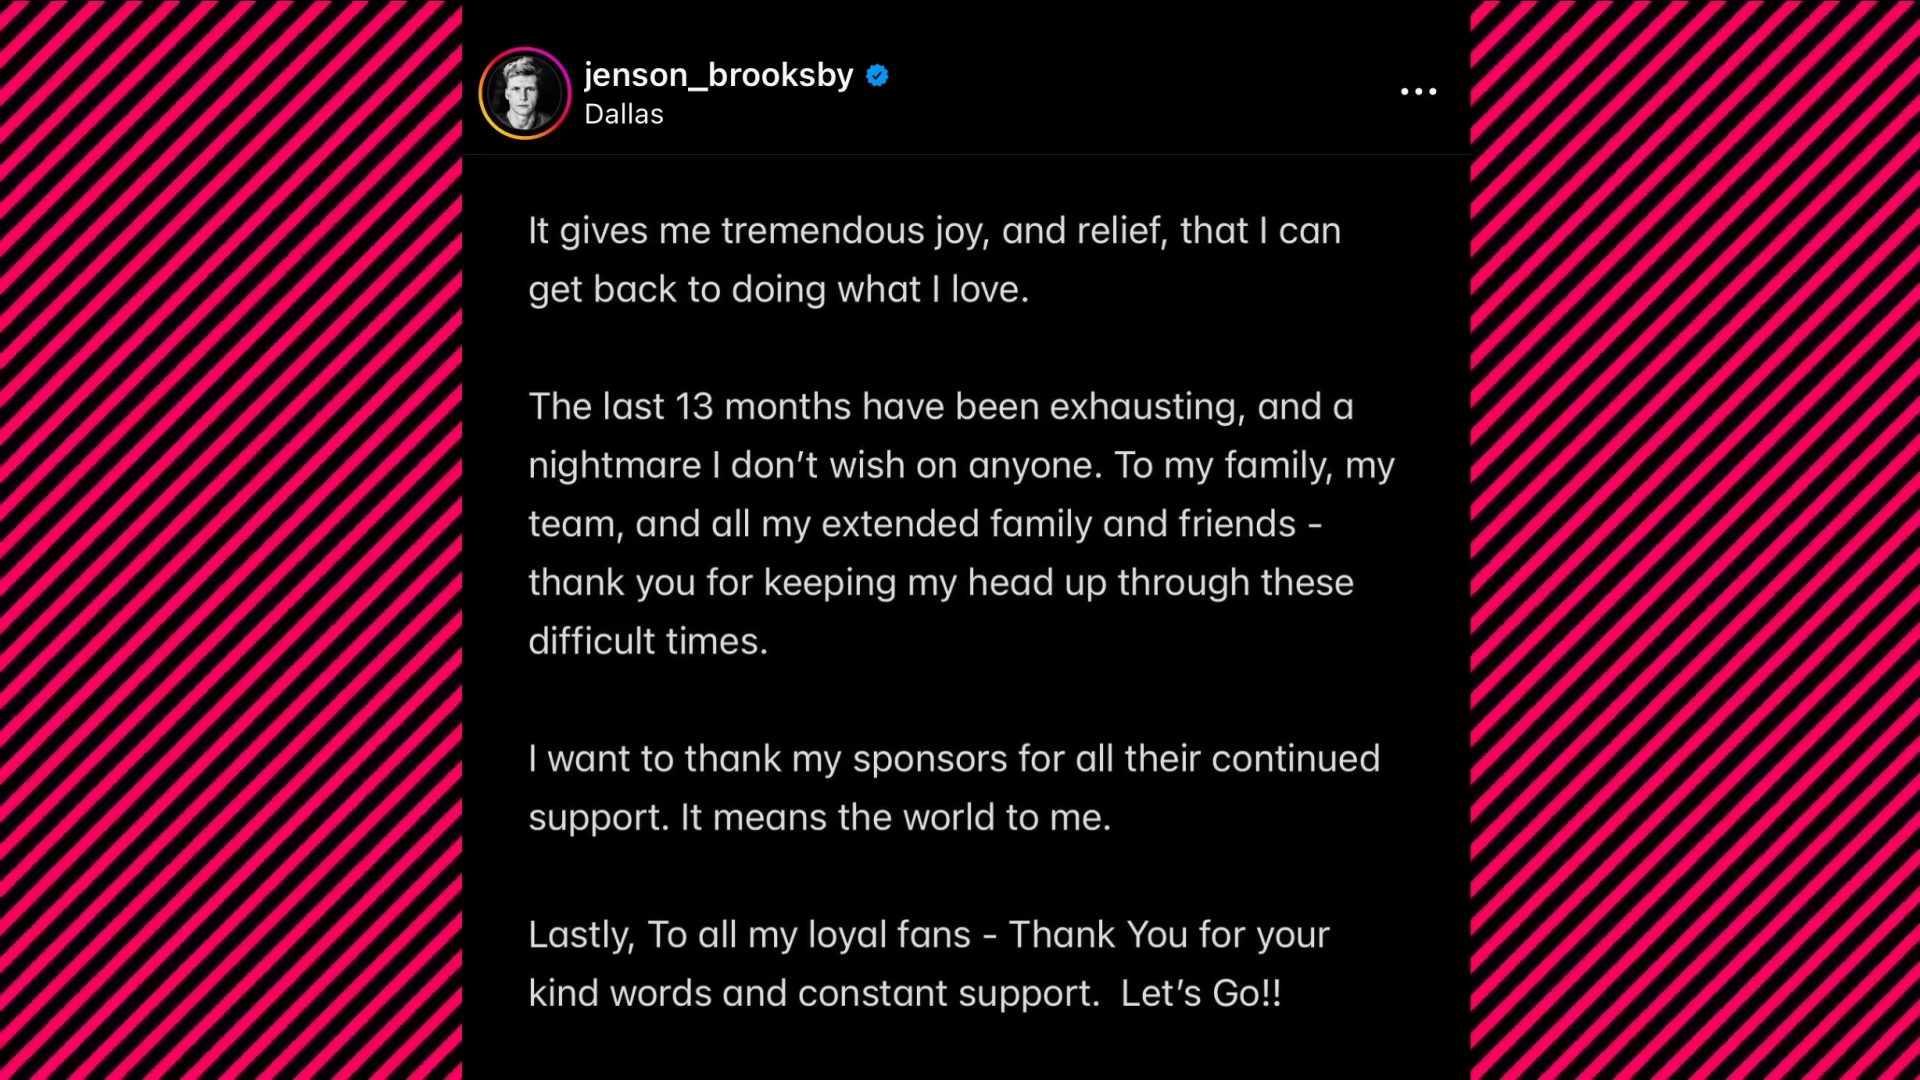 jenson_brooksby
Dallas
It gives me tremendous joy, and relief, that I can
get back to doing what I love.
The last 13 months have been exhausting, and a
nightmare I don’t wish on anyone. To my family, my
team, and all my extended family and friends -
thank you for keeping my head up through these
difficult times.
I want to thank my sponsors for all their continued
support. It means the world to me.
Lastly, To all my loyal fans - Thank You for your
kind words and constant support.  Let’s Go!!